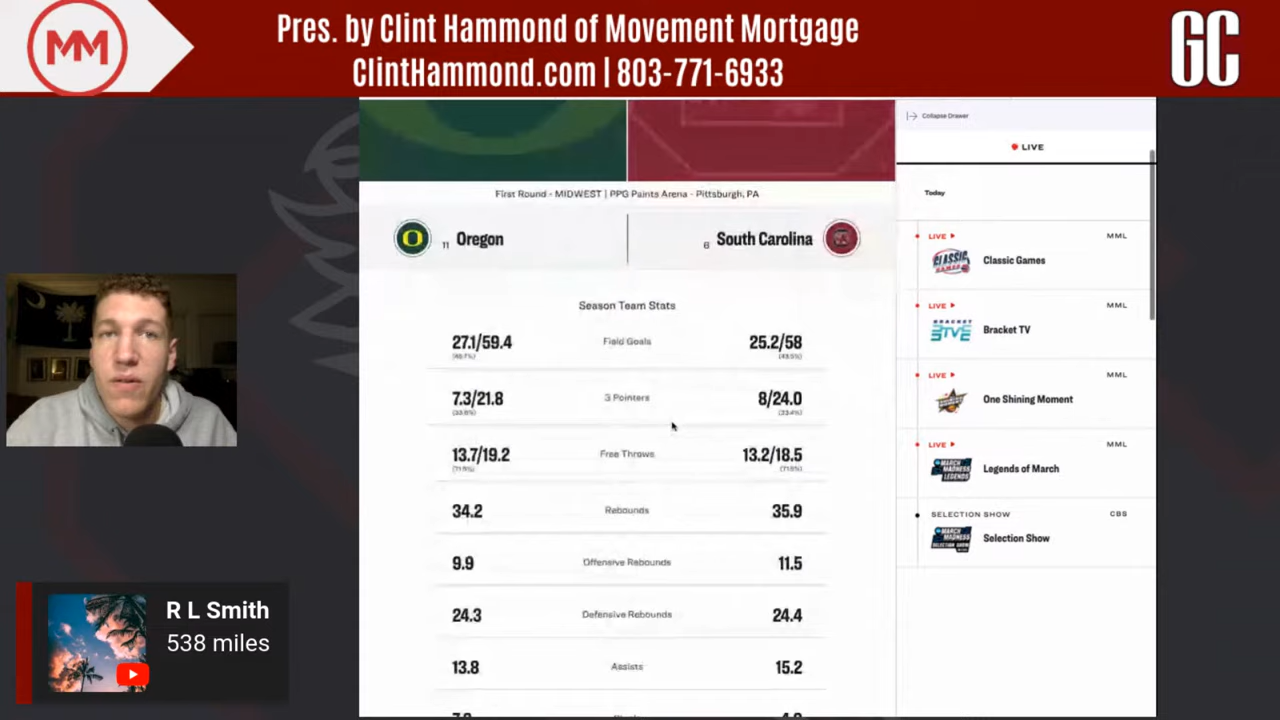 MM
Pres. by Clint Hammond of Movement Mortgage
ClintHammond.com | 803-771-6933
GC
Collapse Drawer
LIVE
First Round - MIDWEST | PPG Paints Arena - Pittsburgh, PA
11 Oregon
6 South Carolina
Season Team Stats
27.1/59.4 Field Goals 25.2/58
7.3/21.8 3 Pointers 8/24.0
13.7/19.2 Free Throws 13.2/18.5
34.2 Rebounds 35.9
9.9 Offensive Rebounds 11.5
24.3 Defensive Rebounds 24.4
13.8 Assists 15.2
Today
LIVE MML
Classic Games
LIVE MML
Bracket TV
LIVE MML
One Shining Moment
LIVE MML
Legends of March
SELECTION SHOW CBS
Selection Show
R L Smith
538 miles